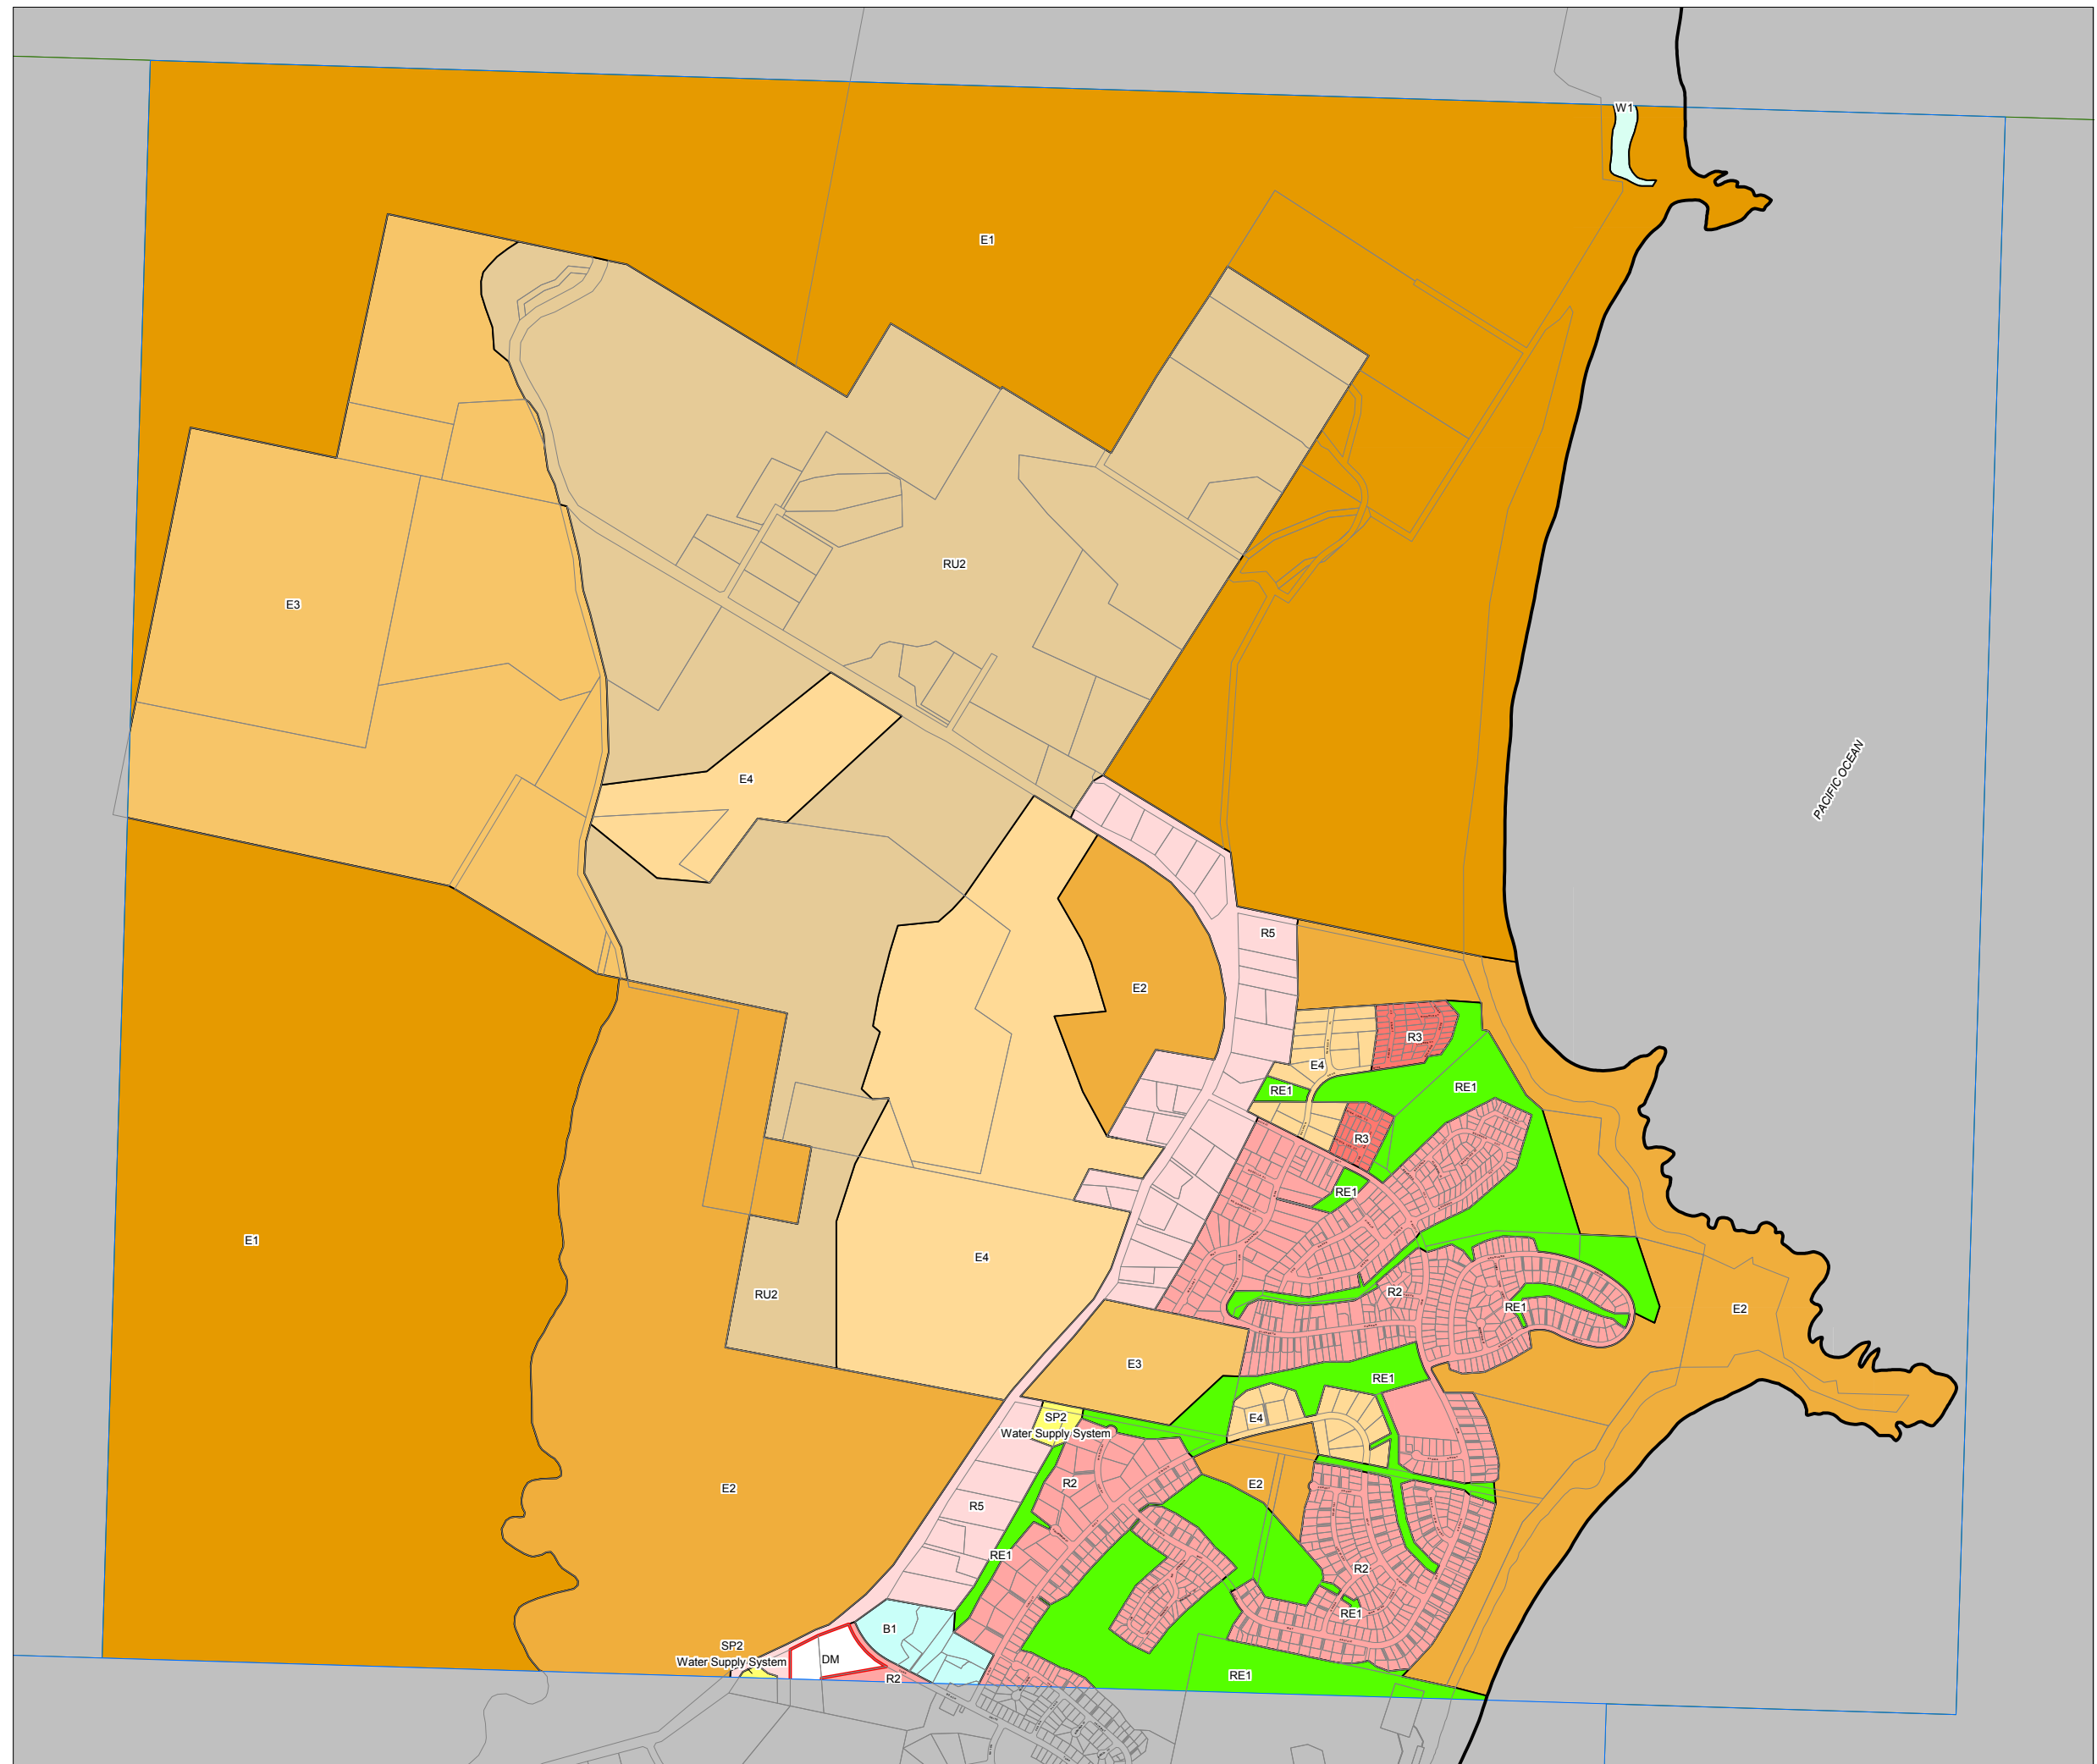 W1
E1
RU2
E3
PACIFIC OCEAN
E4
R5
E2
R3
E4
RE1
RE1
R3
RE1
E1
E4
R2
RU2
RE1
E2
E3
RE1
SP2
Water Supply System
E4
R2
E2
E2
R5
RE1
R2
RE1
B1
SP2
Water Supply System
DM
R2
RE1